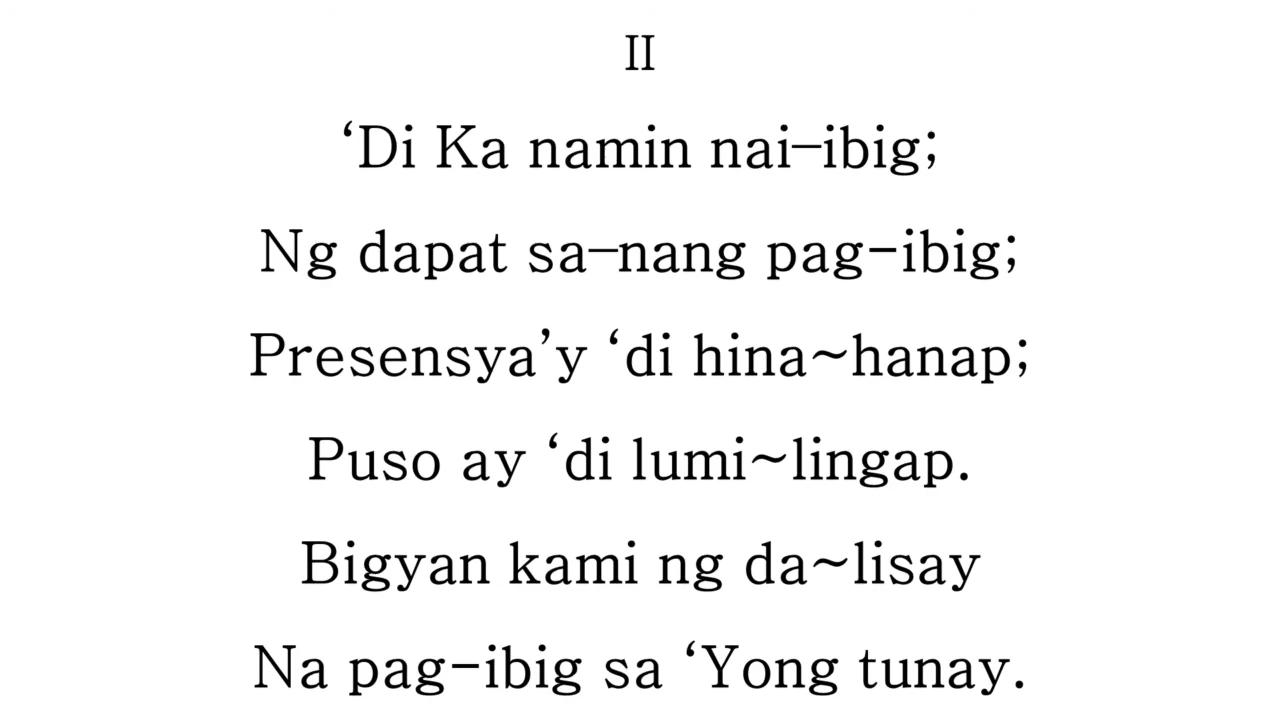 II
‘Di Ka namin nai–ibig;
Ng dapat sa–nang pag-ibig;
Presensya’y ‘di hina~hanap;
Puso ay ‘di lumi~lingap.
Bigyan kami ng da~lisay
Na pag-ibig sa ‘Yong tunay.